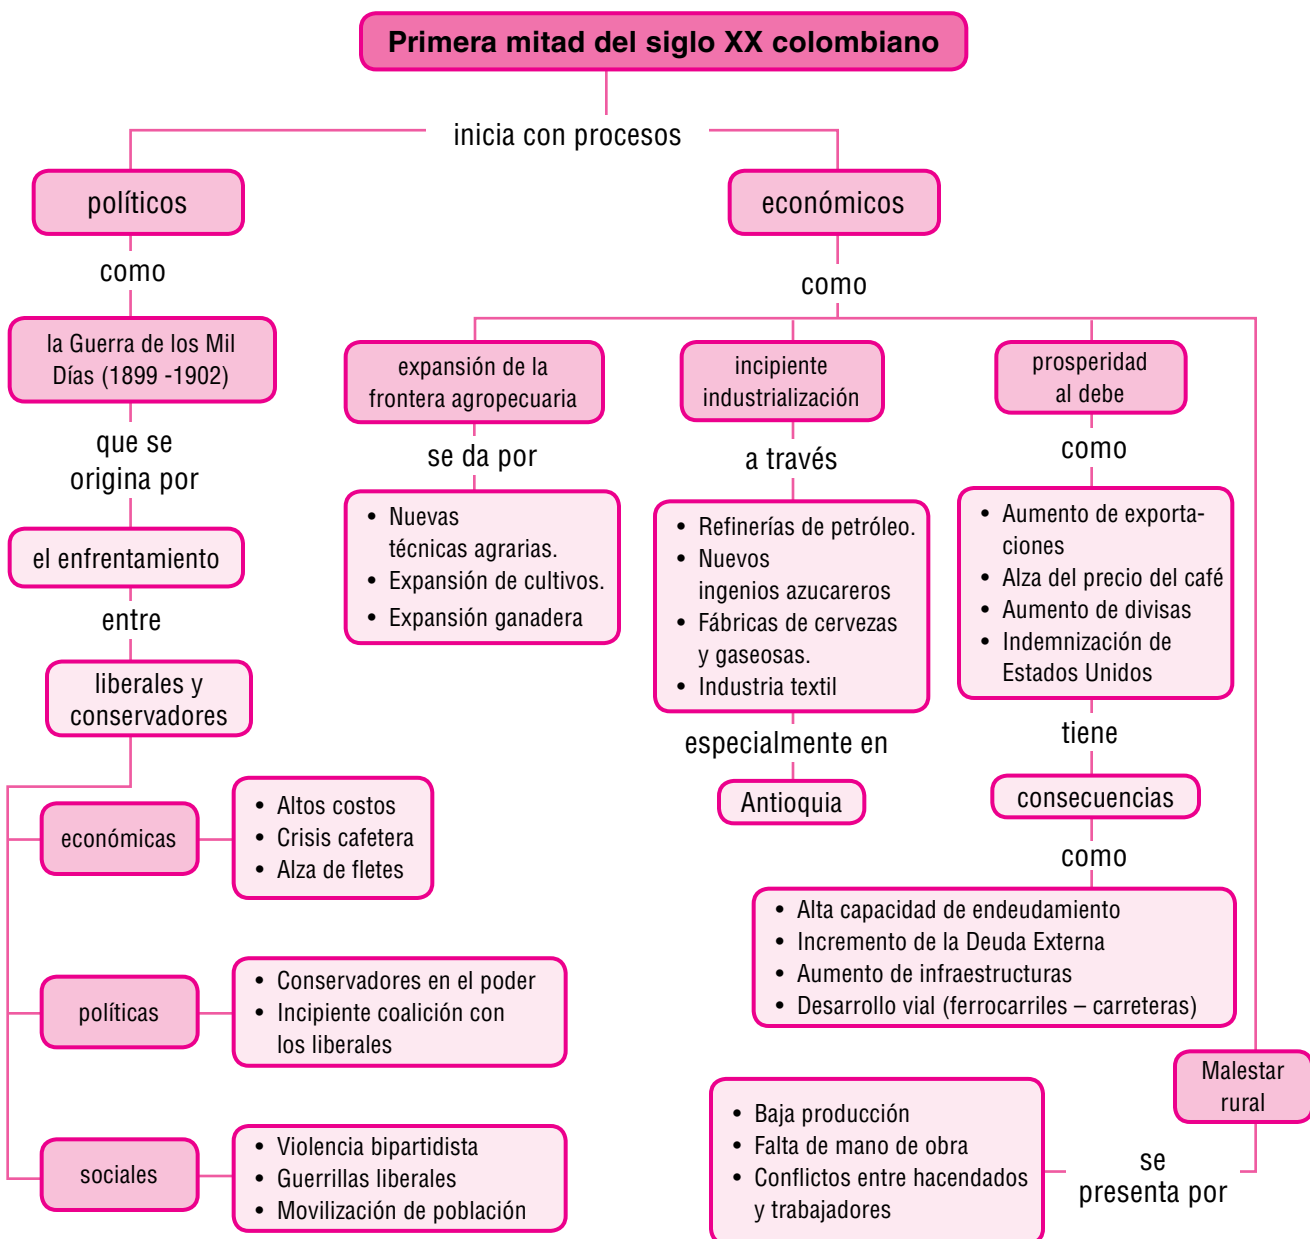 Primera mitad del siglo XX colombiano
inicia con procesos
políticos
como
la Guerra de los Mil
Días (1899 -1902)
que se
origina por
el enfrentamiento
entre
liberales y
conservadores
económicas
• Altos costos
• Crisis cafetera
• Alza de fletes
políticas
• Conservadores en el poder
• Incipiente coalición con
los liberales
sociales
• Violencia bipartidista
• Guerrillas liberales
• Movilización de población
económicos
como
expansión de la
frontera agropecuaria
se da por
• Nuevas
técnicas agrarias.
• Expansión de cultivos.
• Expansión ganadera
incipiente
industrialización
a través
• Refinerías de petróleo.
• Nuevos
ingenios azucareros
• Fábricas de cervezas
y gaseosas.
• Industria textil
especialmente en
Antioquia
prosperidad
al debe
como
• Aumento de exporta-
ciones
• Alza del precio del café
• Aumento de divisas
• Indemnización de
Estados Unidos
tiene
consecuencias
como
• Alta capacidad de endeudamiento
• Incremento de la Deuda Externa
• Aumento de infraestructuras
• Desarrollo vial (ferrocarriles – carreteras)
Malestar
rural
se
presenta por
• Baja producción
• Falta de mano de obra
• Conflictos entre hacendados
y trabajadores